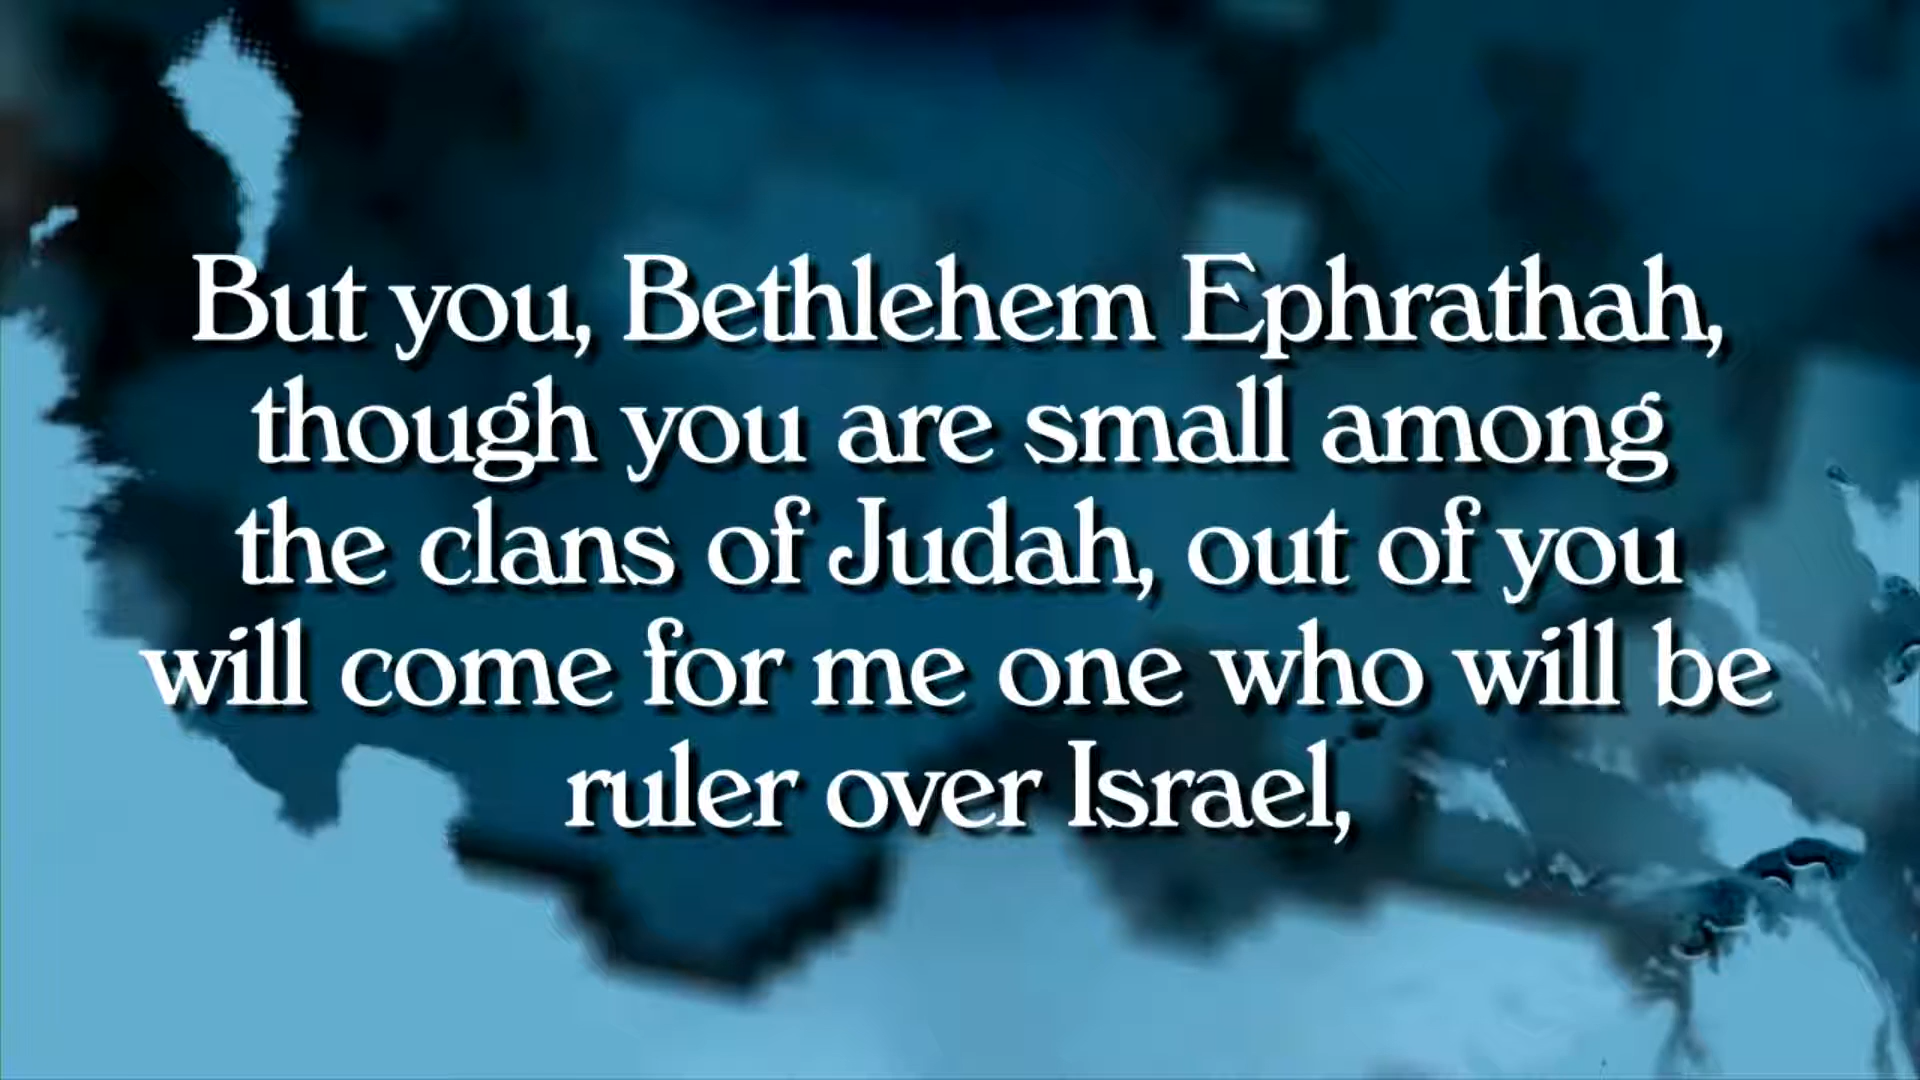 But you, Bethlehem Ephrathah,
though you are small among
the clans of Judah, out of you
will come for me one who will be
ruler over Israel,